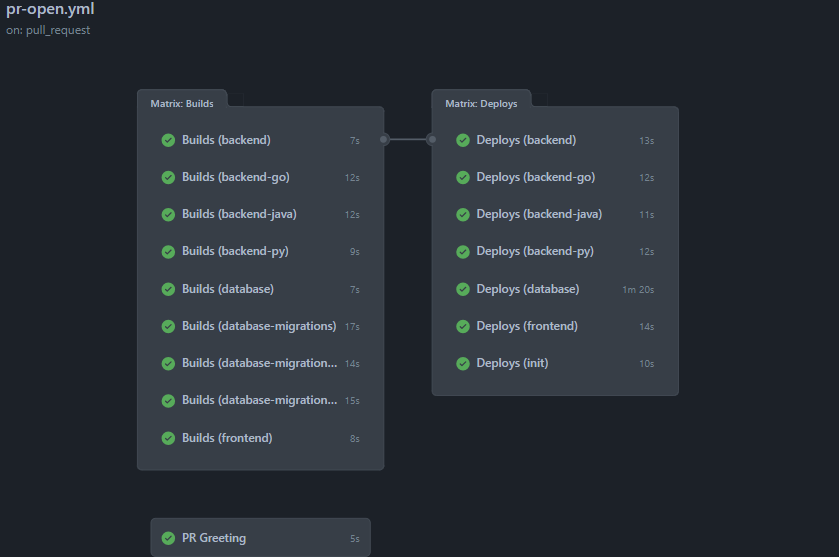 pr-open.yml
on: pull_request
Matrix: Builds
Builds (backend) 7s
Builds (backend-go) 12s
Builds (backend-java) 12s
Builds (backend-py) 9s
Builds (database) 7s
Builds (database-migrations) 17s
Builds (database-migration... 14s
Builds (database-migration... 15s
Builds (frontend) 8s
Matrix: Deploys
Deploys (backend) 13s
Deploys (backend-go) 12s
Deploys (backend-java) 11s
Deploys (backend-py) 12s
Deploys (database) 1m 20s
Deploys (frontend) 14s
Deploys (init) 10s
PR Greeting 5s